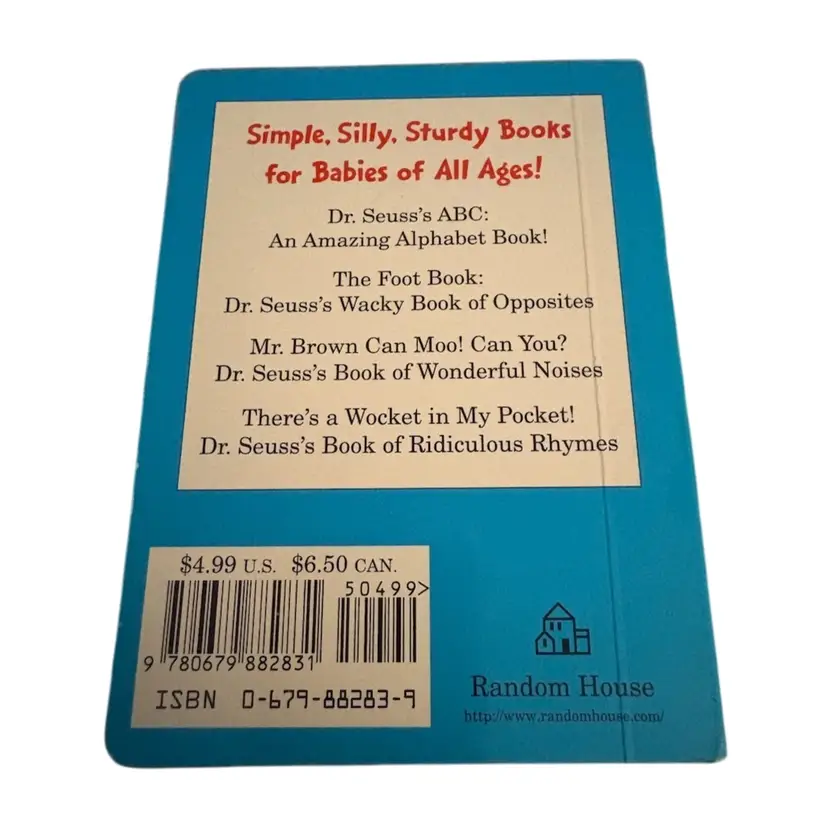 Simple, Silly, Sturdy Books
for Babies of All Ages!
Dr. Seuss's ABC:
An Amazing Alphabet Book!
The Foot Book:
Dr. Seuss's Wacky Book of Opposites
Mr. Brown Can Moo! Can You?
Dr. Seuss's Book of Wonderful Noises
There's a Wocket in My Pocket!
Dr. Seuss's Book of Ridiculous Rhymes
$4.99 U.S. $6.50 CAN.
50499>
9 780679 882831
ISBN 0-679-88283-9
Random House
http://www.randomhouse.com/